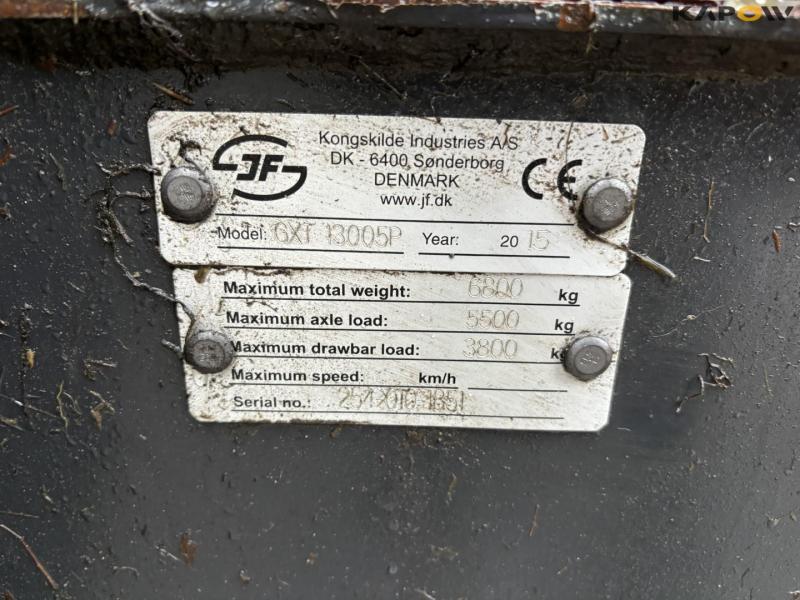 KAPOW
JF
Kongskilde Industries A/S
DK - 6400 Sønderborg
DENMARK
www.jf.dk
CE
Model: GXT 13005P Year: 2015
Maximum total weight: 6800 kg
Maximum axle load: 5500 kg
Maximum drawbar load: 3800 kg
Maximum speed: km/h
Serial no.: